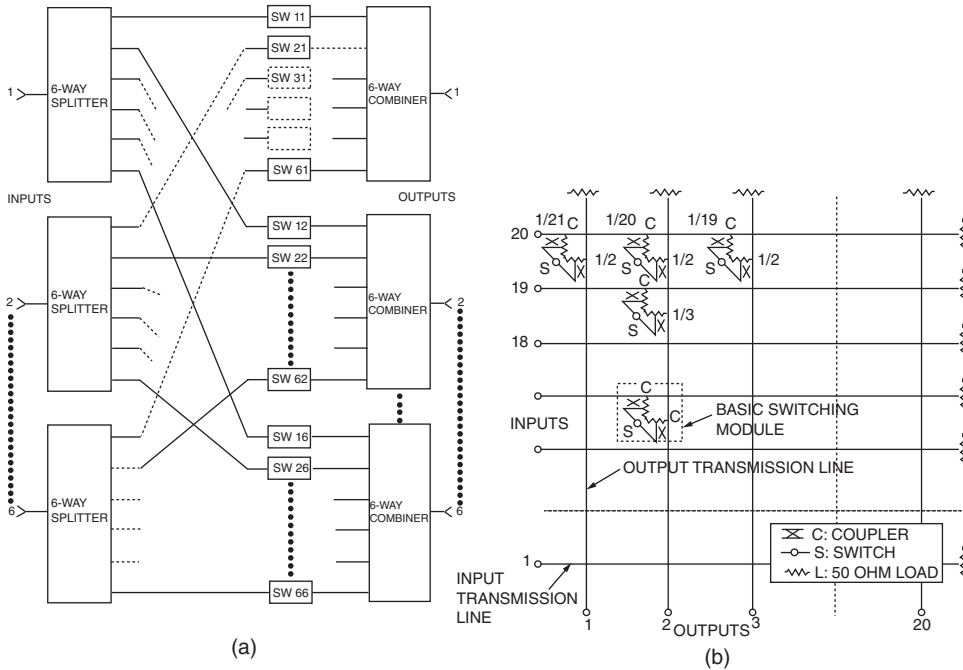 SW 11
SW 21
SW 31
1
6-WAY
SPLITTER
6-WAY
COMBINER
1
SW 61
INPUTS
OUTPUTS
SW 12
SW 22
2
6-WAY
SPLITTER
6-WAY
COMBINER
2
SW 62
SW 16
SW 26
6
6-WAY
SPLITTER
6-WAY
COMBINER
6
SW 66
(a)
1/21 C
1/20 C
1/19 C
20
S
1/2
S
1/2
S
1/2
19
C
S
1/3
18
C
C
S
INPUTS
BASIC SWITCHING
MODULE
OUTPUT TRANSMISSION LINE
C: COUPLER
S: SWITCH
L: 50 OHM LOAD
1
INPUT
TRANSMISSION
LINE
1
2
OUTPUTS
3
20
L
L
L
L
L
L
(b)